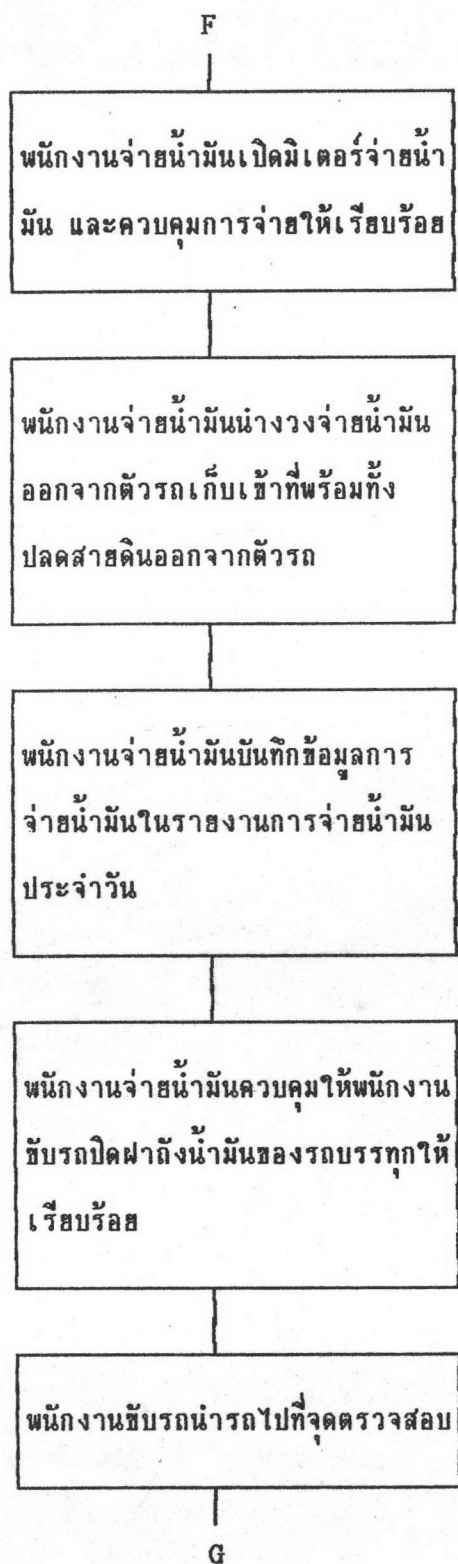 F
พนักงานจ่ายน้ำมันเปิดมิเตอร์จ่ายน้ำ
มัน และควบคุมการจ่ายให้เรียบร้อย
พนักงานจ่ายน้ำมันนำงวงจ่ายน้ำมัน
ออกจากตัวรถเก็บเข้าที่พร้อมทั้ง
ปลดสายดินออกจากตัวรถ
พนักงานจ่ายน้ำมันบันทึกข้อมูลการ
จ่ายน้ำมันในรายงานการจ่ายน้ำมัน
ประจำวัน
พนักงานจ่ายน้ำมันควบคุมให้พนักงาน
ขับรถปิดฝาถังน้ำมันของรถบรรทุกให้
เรียบร้อย
พนักงานขับรถนำรถไปที่จุดตรวจสอบ
G